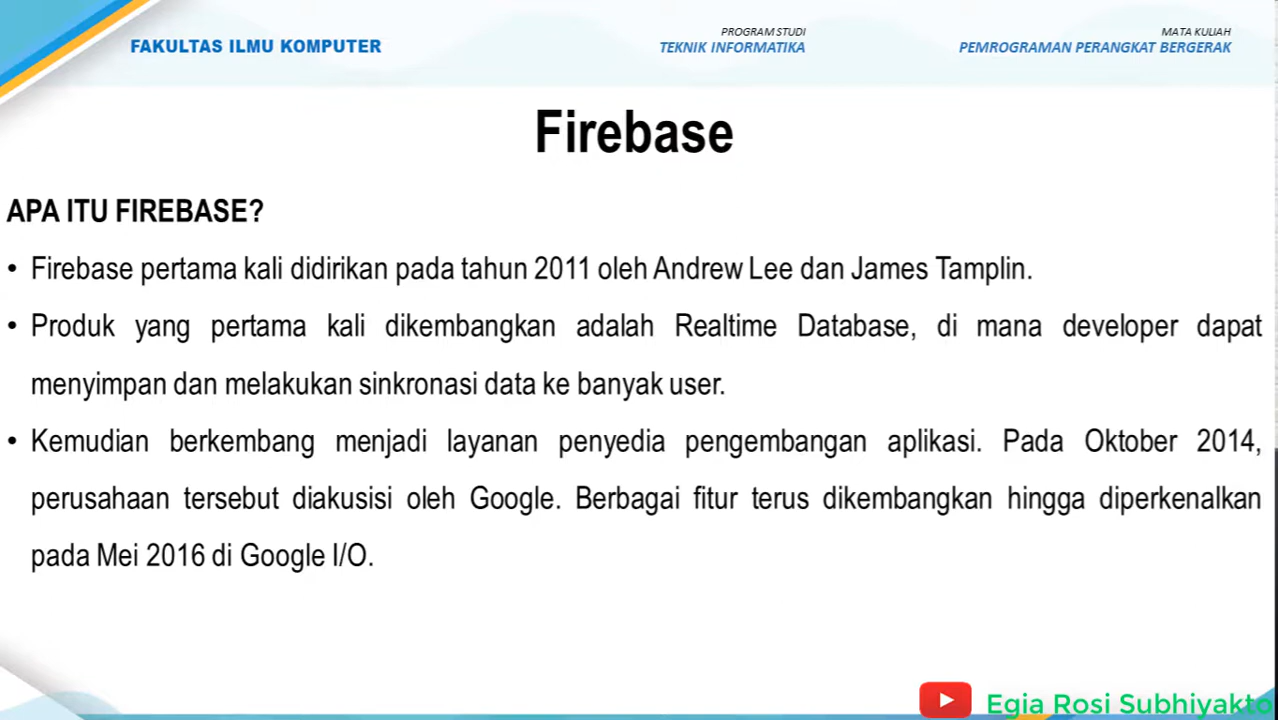 FAKULTAS ILMU KOMPUTER
PROGRAM STUDI
TEKNIK INFORMATIKA
MATA KULIAH
PEMROGRAMAN PERANGKAT BERGERAK
Firebase
APA ITU FIREBASE?
• Firebase pertama kali didirikan pada tahun 2011 oleh Andrew Lee dan James Tamplin.
• Produk yang pertama kali dikembangkan adalah Realtime Database, di mana developer dapat
menyimpan dan melakukan sinkronasi data ke banyak user.
• Kemudian berkembang menjadi layanan penyedia pengembangan aplikasi. Pada Oktober 2014,
perusahaan tersebut diakusisi oleh Google. Berbagai fitur terus dikembangkan hingga diperkenalkan
pada Mei 2016 di Google I/O.
Egia Rosi Subhiyakto